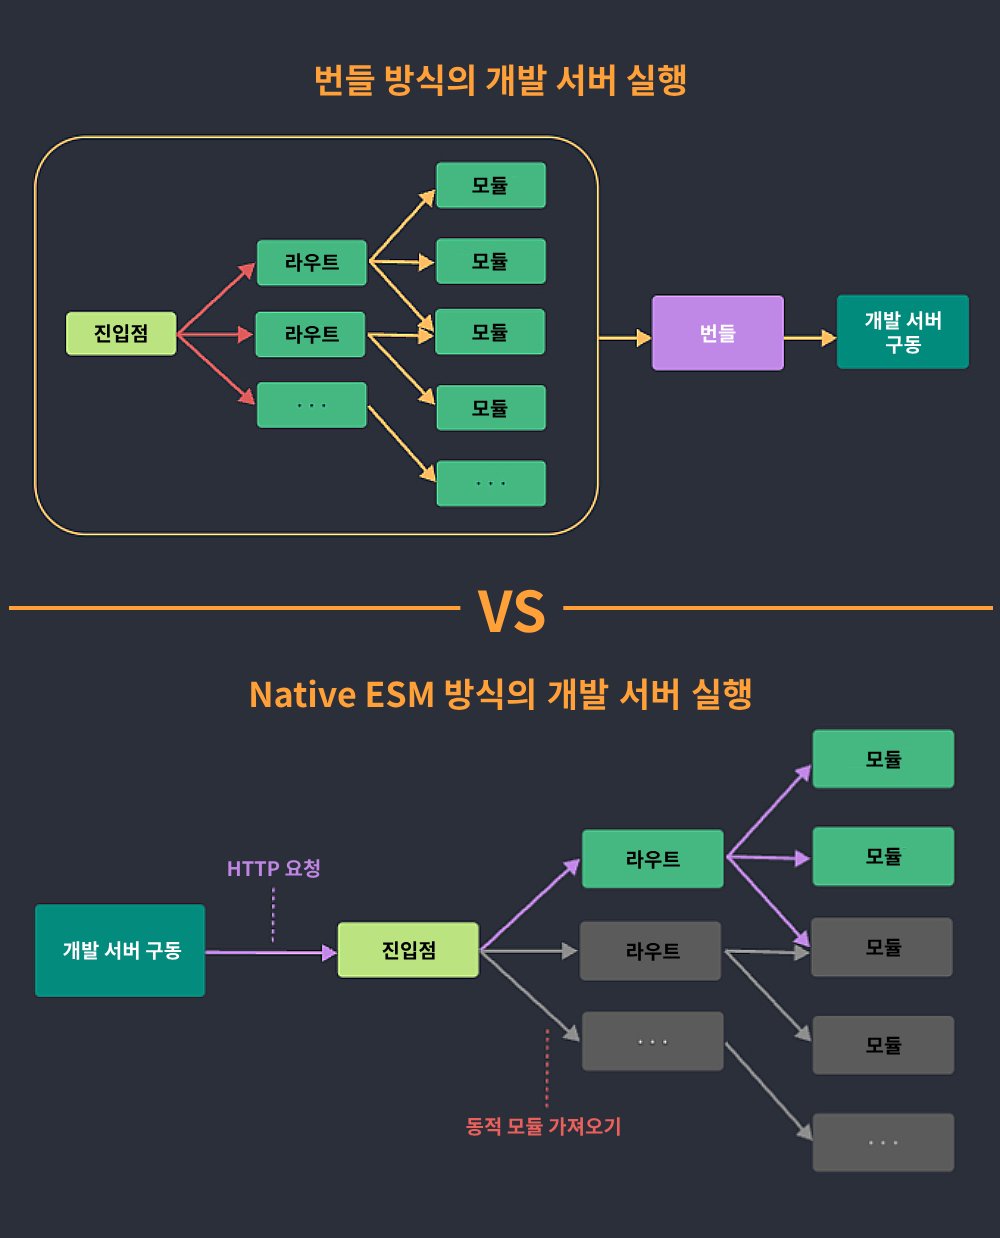 번들 방식의 개발 서버 실행
모듈
라우트
모듈
진입점
라우트
모듈
번들
개발 서버
구동
· · ·
모듈
· · ·
VS
Native ESM 방식의 개발 서버 실행
모듈
HTTP 요청
라우트
모듈
개발 서버 구동
진입점
라우트
모듈
· · ·
모듈
동적 모듈 가져오기
· · ·